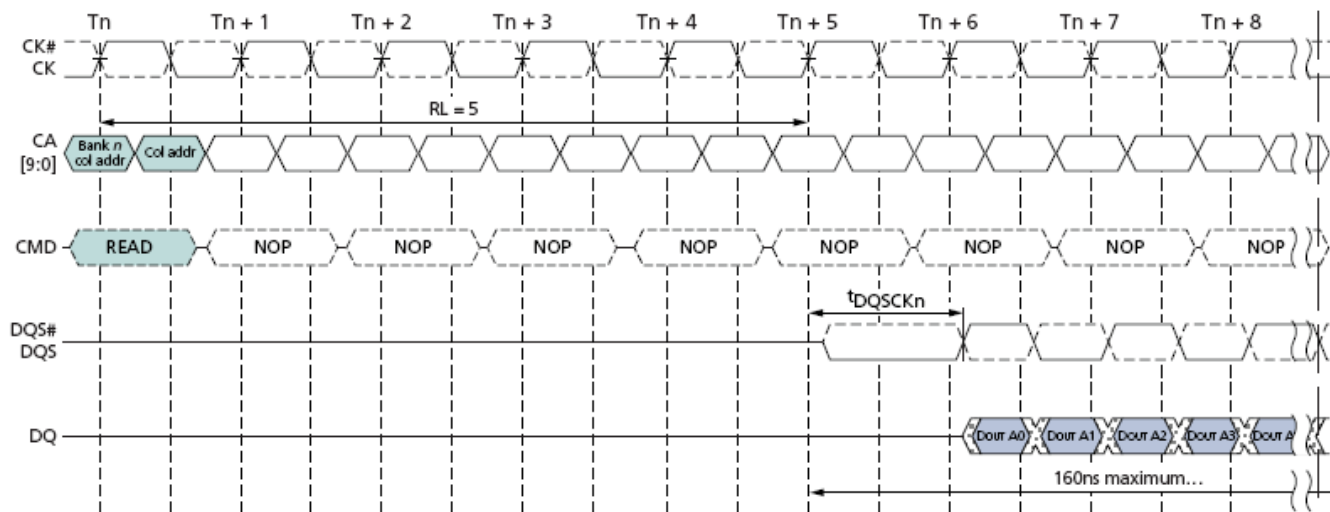 Tn Tn + 1 Tn + 2 Tn + 3 Tn + 4 Tn + 5 Tn + 6 Tn + 7 Tn + 8
CK#
CK
RL = 5
CA
[9:0]
Bank n
col addr
Col addr
CMD
READ NOP NOP NOP NOP NOP NOP NOP NOP
tDQSCKn
DQS#
DQS
DQ
DOUT A0 DOUT A1 DOUT A2 DOUT A3 DOUT A
160ns maximum…